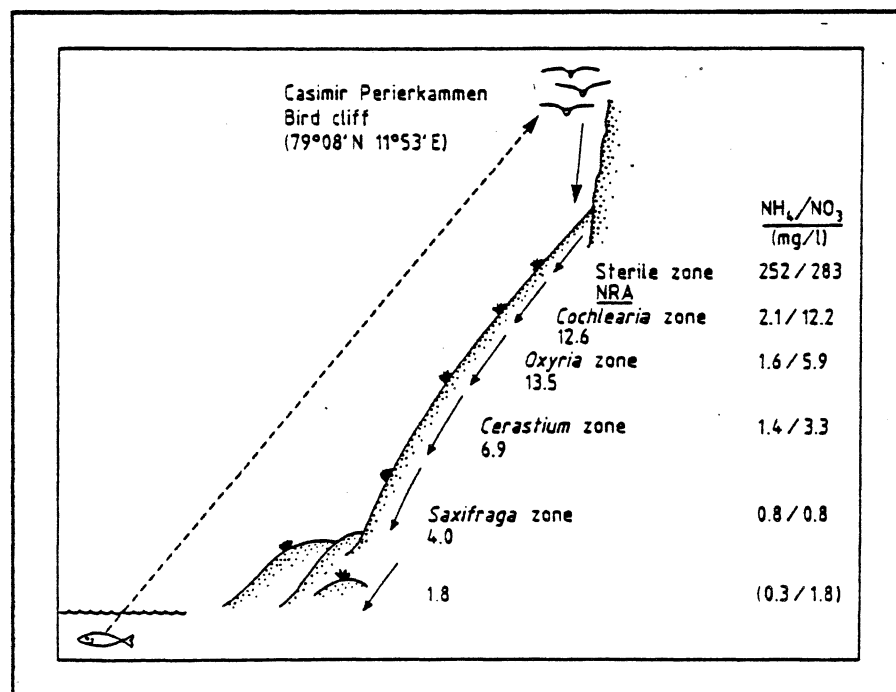 Casimir Perierkammen
Bird cliff
(79°08'N 11°53'E)
NH₄/NO₃
(mg/l)
Sterile zone 252 / 283
NRA
Cochlearia zone 2.1 / 12.2
12.6
Oxyria zone 1.6 / 5.9
13.5
Cerastium zone 1.4 / 3.3
6.9
Saxifraga zone 0.8 / 0.8
4.0
1.8 (0.3 / 1.8)